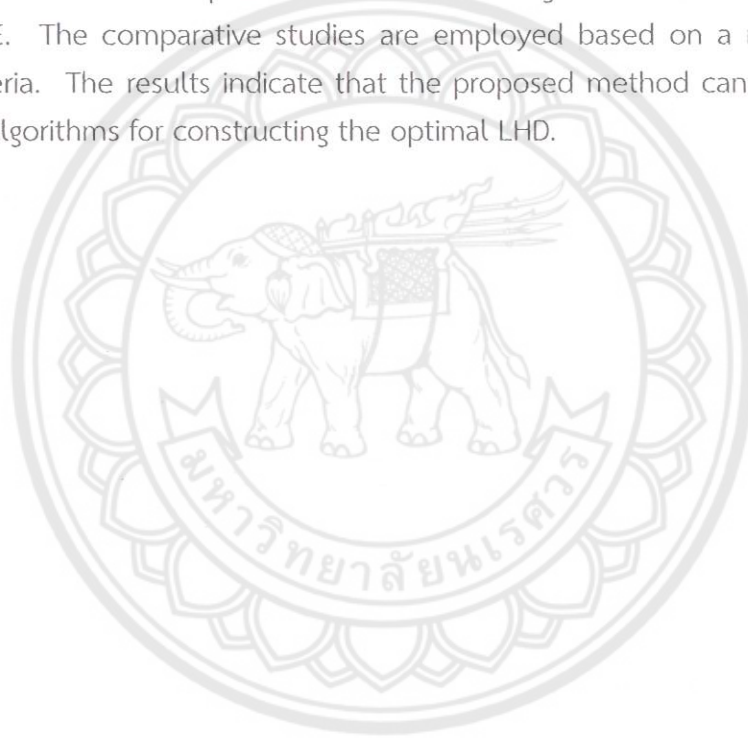 E. The comparative studies are employed based on a
eria. The results indicate that the proposed method can
lgorithms for constructing the optimal LHD.
มหาวิทยาลัยนเรศวร